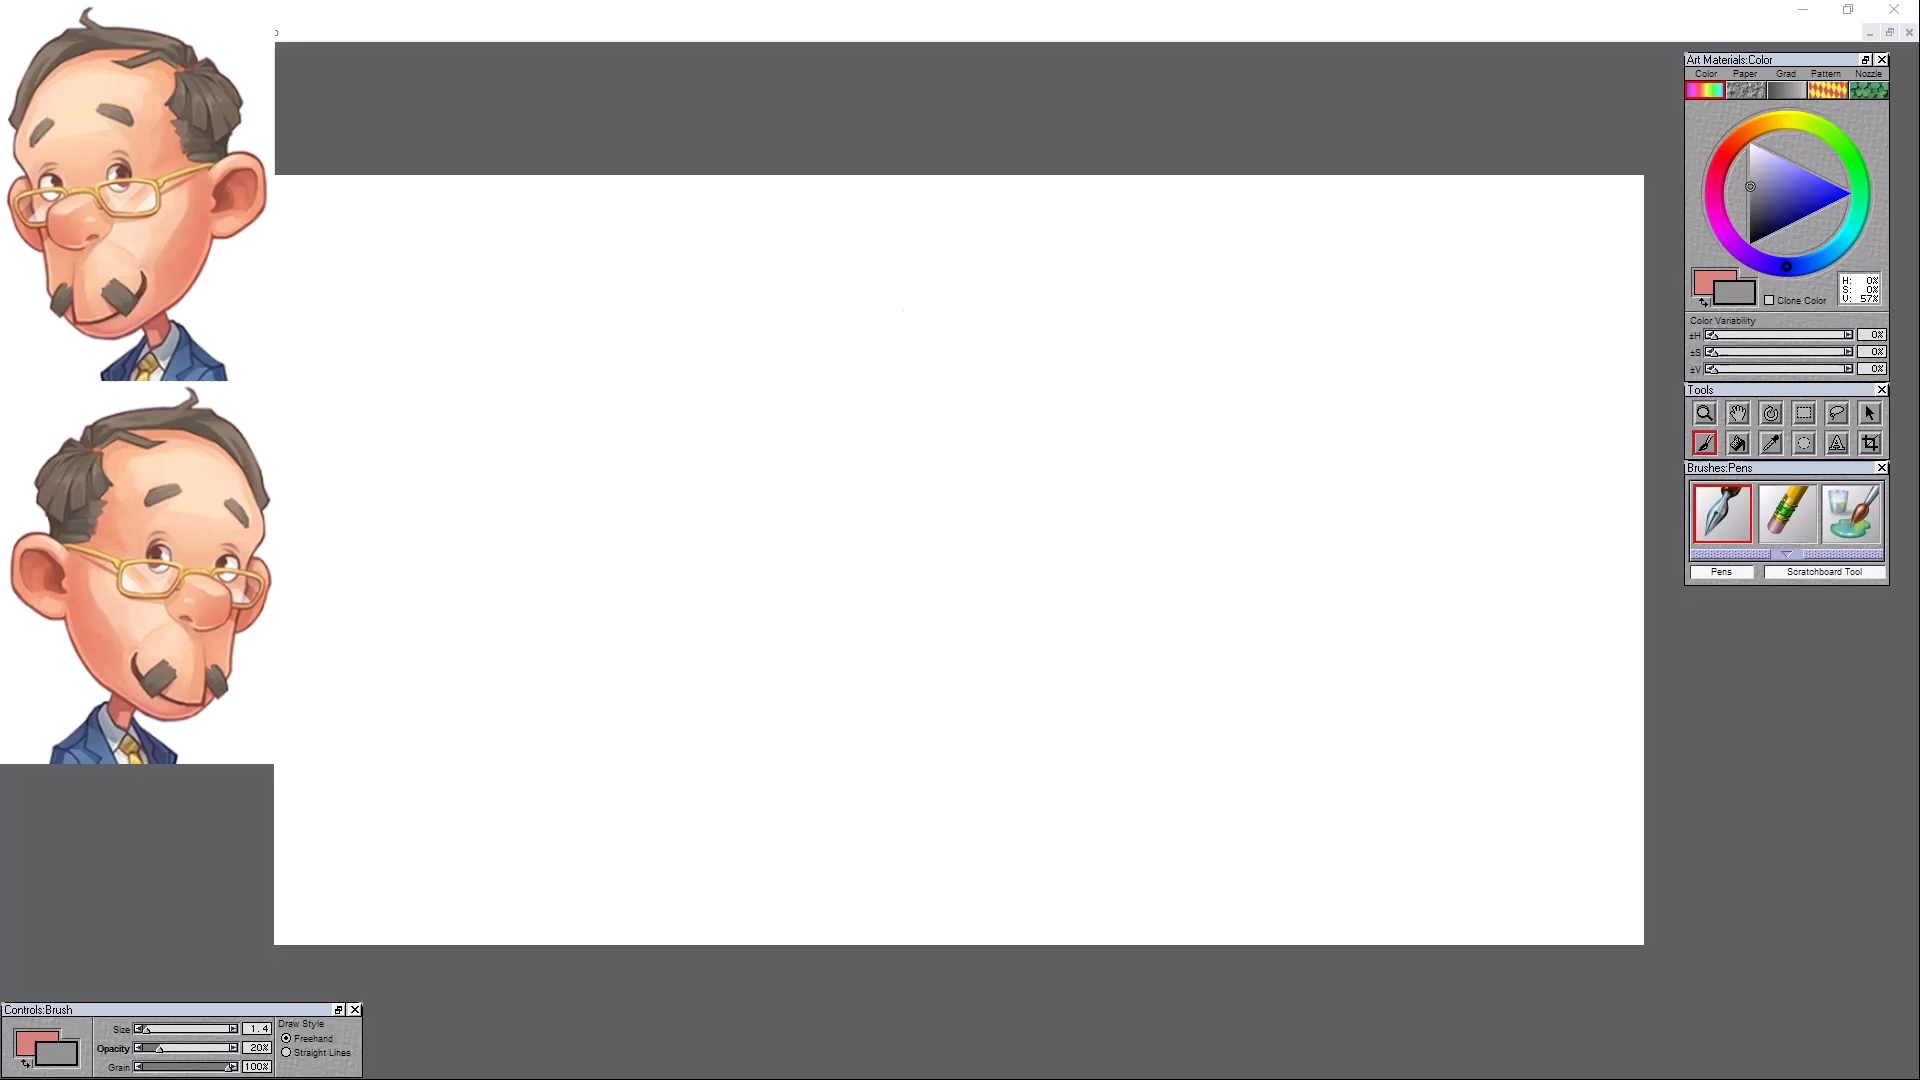 Art Materials:Color
Color Paper Grad Pattern Nozzle
H: 0%
S: 0%
V: 57%
Clone Color
Color Variability
±H 0%
±S 0%
±V 0%
Tools
Brushes:Pens
Pens Scratchboard Tool
Controls:Brush
Size 1.4
Opacity 20%
Grain 100%
Draw Style
Freehand
Straight Lines